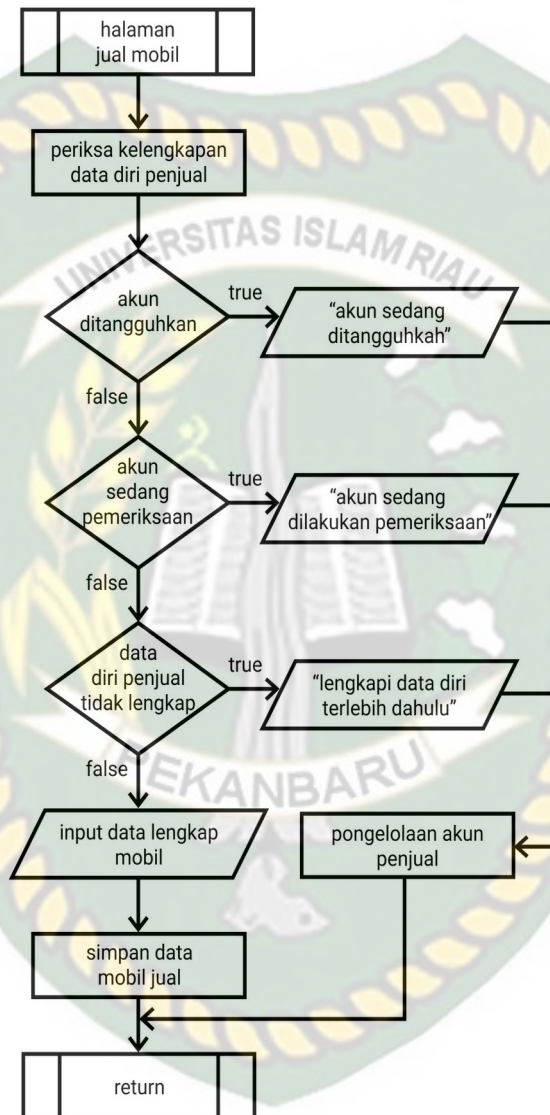 halaman
jual mobil
periksa kelengkapan
data diri penjual
UNIVERSITAS ISLAM RIAU
akun
ditangguhkan
true
"akun sedang
ditangguhkah"
false
akun
sedang
pemeriksaan
true
"akun sedang
dilakukan pemeriksaan"
false
data
diri penjual
tidak lengkap
true
"lengkapi data diri
terlebih dahulu"
false
PEKANBARU
input data lengkap
mobil
pongelolaan akun
penjual
simpan data
mobil jual
return